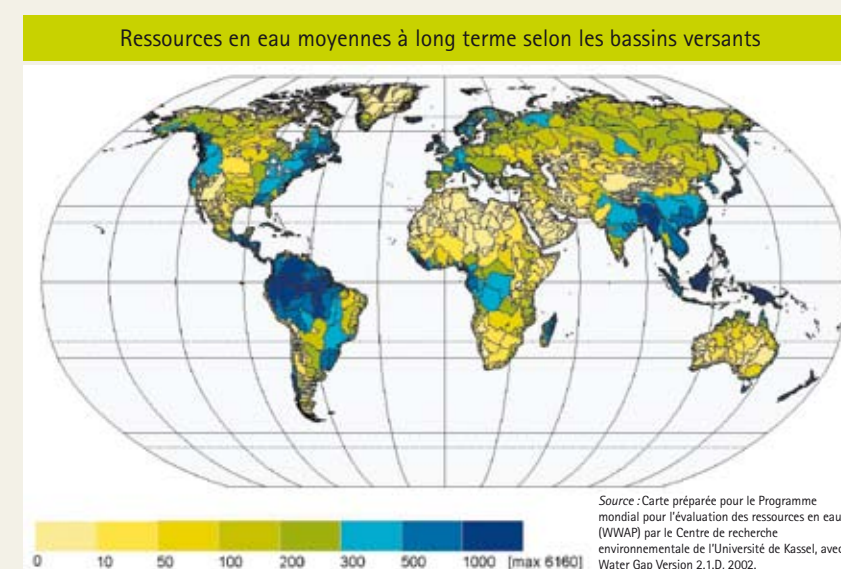 Ressources en eau moyennes à long terme selon les bassins versants
0 10 50 100 200 300 500 1000 [max 6160]
Source : Carte préparée pour le Programme
mondial pour l'évaluation des ressources en eau
(WWAP) par le Centre de recherche
environnementale de l'Université de Kassel, avec
Water Gap Version 2.1.D, 2002.